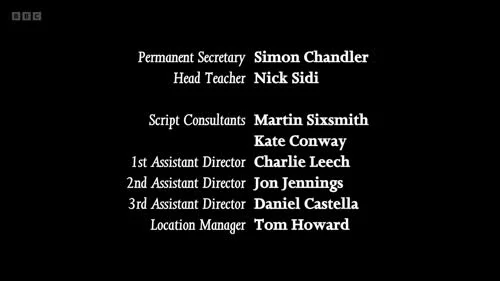 BBC
Permanent Secretary Simon Chandler
Head Teacher Nick Sidi
Script Consultants Martin Sixsmith
Kate Conway
1st Assistant Director Charlie Leech
2nd Assistant Director Jon Jennings
3rd Assistant Director Daniel Castella
Location Manager Tom Howard